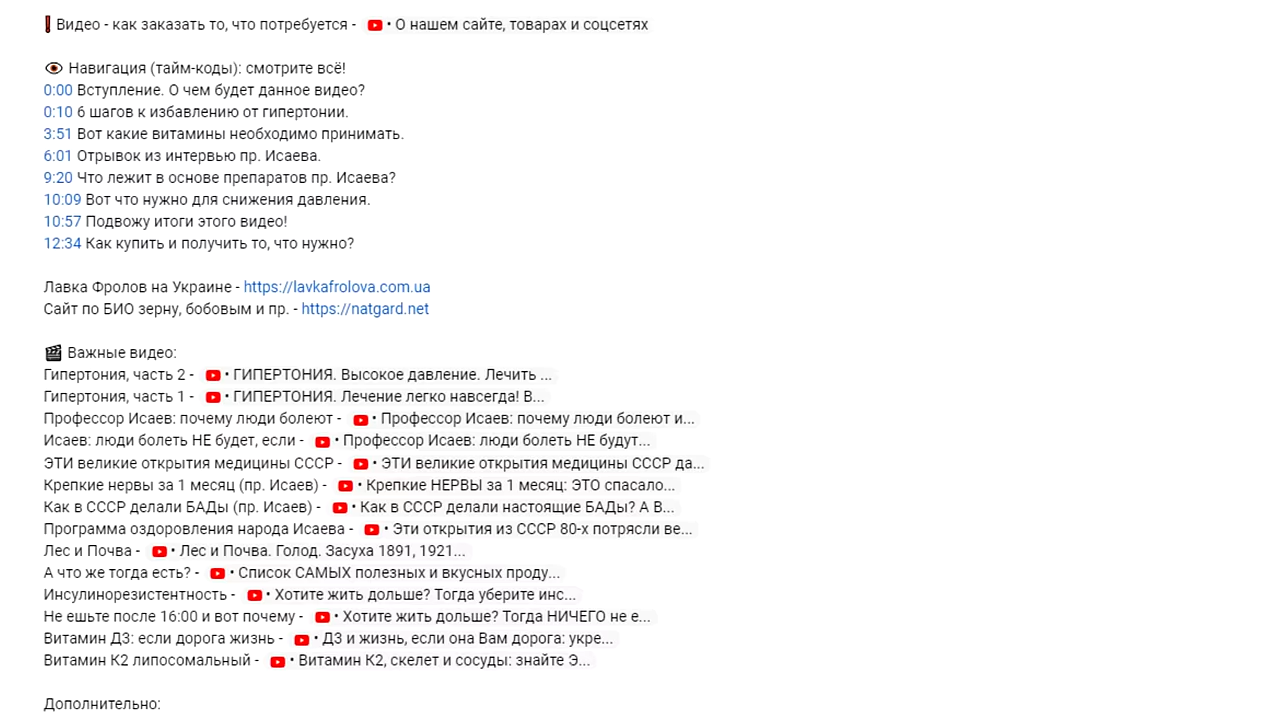 ❗Видео - как заказать то, что потребуется - • О нашем сайте, товарах и соцсетях
👁 Навигация (тайм-коды): смотрите всё!
0:00 Вступление. О чем будет данное видео?
0:10 6 шагов к избавлению от гипертонии.
3:51 Вот какие витамины необходимо принимать.
6:01 Отрывок из интервью пр. Исаева.
9:20 Что лежит в основе препаратов пр. Исаева?
10:09 Вот что нужно для снижения давления.
10:57 Подвожу итоги этого видео!
12:34 Как купить и получить то, что нужно?
Лавка Фролов на Украине - https://lavkafrolova.com.ua
Сайт по БИО зерну, бобовым и пр. - https://natgard.net
🎬 Важные видео:
Гипертония, часть 2 - • ГИПЕРТОНИЯ. Высокое давление. Лечить ...
Гипертония, часть 1 - • ГИПЕРТОНИЯ. Лечение легко навсегда! В...
Профессор Исаев: почему люди болеют - • Профессор Исаев: почему люди болеют и...
Исаев: люди болеть НЕ будет, если - • Профессор Исаев: люди болеть НЕ будут...
ЭТИ великие открытия медицины СССР - • ЭТИ великие открытия медицины СССР да...
Крепкие нервы за 1 месяц (пр. Исаев) - • Крепкие НЕРВЫ за 1 месяц: ЭТО спасало...
Как в СССР делали БАДы (пр. Исаев) - • Как в СССР делали настоящие БАДы? А В...
Программа оздоровления народа Исаева - • Эти открытия из СССР 80-х потрясли ве...
Лес и Почва - • Лес и Почва. Голод. Засуха 1891, 1921...
А что же тогда есть? - • Список САМЫХ полезных и вкусных проду...
Инсулинорезистентность - • Хотите жить дольше? Тогда уберите инс...
Не ешьте после 16:00 и вот почему - • Хотите жить дольше? Тогда НИЧЕГО не е...
Витамин Д3: если дорога жизнь - • Д3 и жизнь, если она Вам дорога: укре...
Витамин К2 липосомальный - • Витамин К2, скелет и сосуды: знайте Э...
Дополнительно: